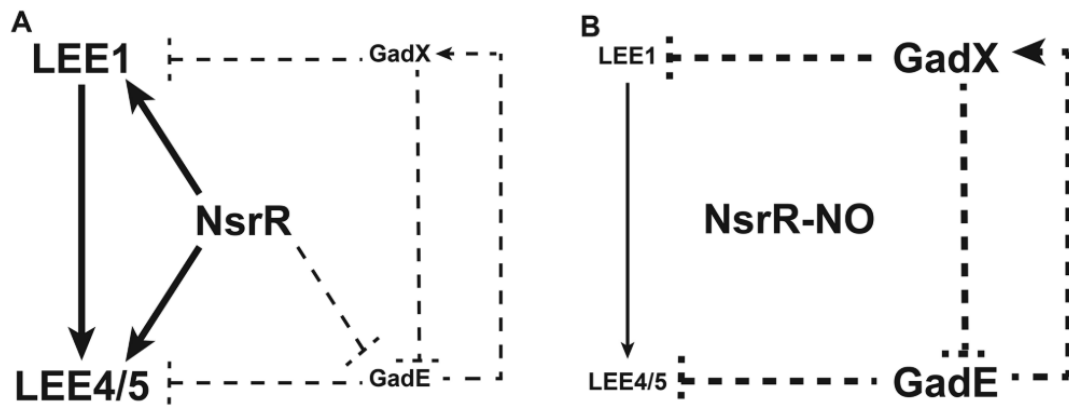 A
LEE1
GadX
NsrR
LEE4/5
GadE
B
LEE1
GadX
NsrR-NO
LEE4/5
GadE